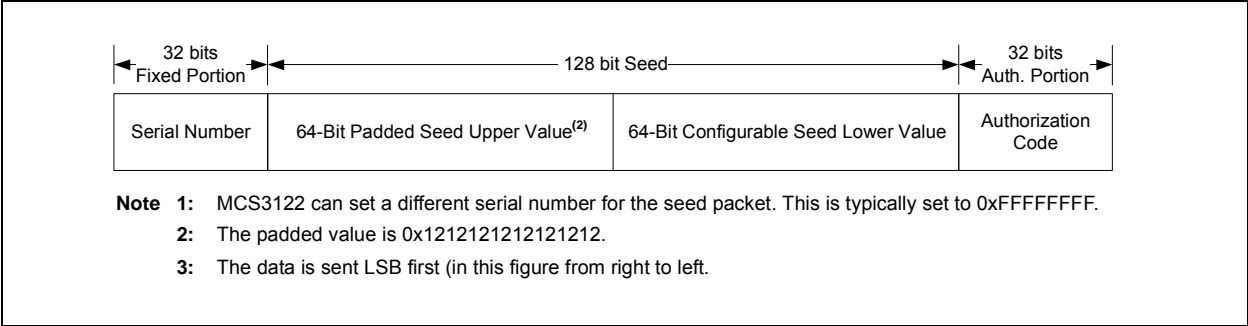 32 bits
Fixed Portion
128 bit Seed
32 bits
Auth. Portion
Serial Number
64-Bit Padded Seed Upper Value(2)
64-Bit Configurable Seed Lower Value
Authorization
Code
Note 1: MCS3122 can set a different serial number for the seed packet. This is typically set to 0xFFFFFFFF.
2: The padded value is 0x1212121212121212.
3: The data is sent LSB first (in this figure from right to left.